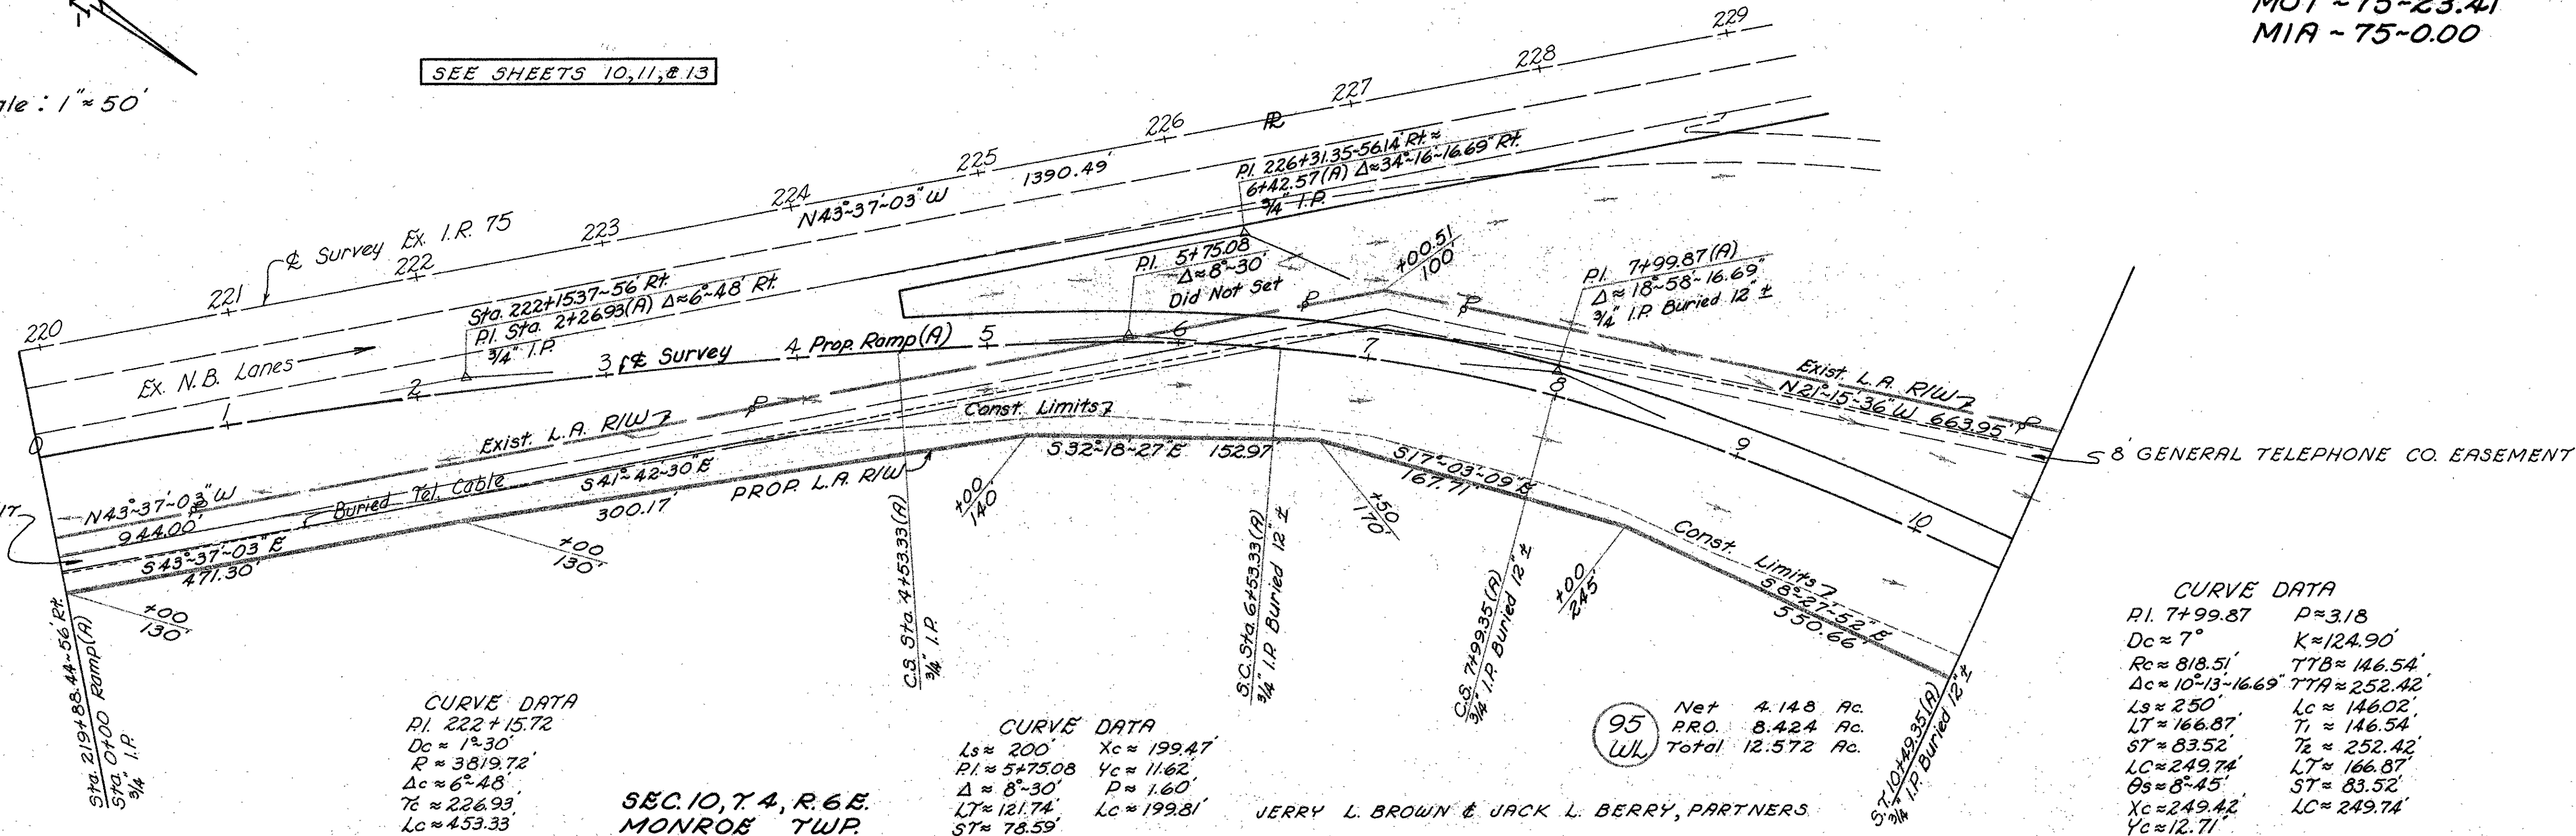 MOT ~ 75 ~ 23.41
MIA ~ 75 ~ 0.00
SEE SHEETS 10, 11, & 13
1" ≈ 50'
220
221
222
223
224
225
226
227
228
229
℄ Survey Ex. I.R. 75
N43°~37'~03" W 1390.49'
P.I. 226+31.35~56.14' Rt. ≈
6+42.57(A) Δ≈34°~16'~16.69" Rt.
3/4" I.P.
Sta. 222+15.37~56' Rt.
P.I. Sta. 2+26.93(A) Δ≈6°~48' Rt.
3/4" I.P.
P.I. 5+75.08
Δ≈8°~30'
Did Not Set
+00.51
100'
P.I. 7+99.87(A)
Δ≈18°~58'~16.69"
3/4" I.P. Buried 12" ±
Ex. N.B. Lanes
0
1
2
3
℄ Survey
4
Prop. Ramp (A)
5
6
7
8
9
10
Exist. L.A. R/W
N21°~15'~36" W 663.95'
8' GENERAL TELEPHONE CO. EASEMENT
Exist. L.A. R/W
Const. Limits
N43°~37'~03" W
944.00'
Buried Tel. Cable
S43°~37'~03" E
471.30'
S41°~42'~30" E
300.17'
PROP. L.A. R/W
S32°~18'~27" E 152.97'
S17°~03'~09" E
167.71'
Const. Limits
S8°~27'~52" E
550.66'
+00
130'
+00
130'
+00
140'
+50
170'
+00
245'
Sta. 219+88.44~56' Rt.
Sta. 0+00 Ramp(A)
3/4" I.P.
C.S. Sta. 4+53.33(A)
3/4" I.P.
S.C. Sta. 6+53.33(A)
3/4" I.P. Buried 12" ±
C.S. 7+99.35(A)
3/4" I.P. Buried 12" ±
S.T. 10+49.35(A)
3/4" I.P. Buried 12" ±
CURVE DATA
P.I. 222+15.72
Dc ≈ 1°~30'
R ≈ 3819.72'
Δc ≈ 6°~48'
Tc ≈ 226.93'
Lc ≈ 453.33'
SEC. 10, T. 4, R. 6 E.
MONROE TWP.
CURVE DATA
Ls ≈ 200' Xc ≈ 199.47'
P.I. ≈ 5+75.08 Yc ≈ 11.62'
Δ ≈ 8°~30' P ≈ 1.60'
LT ≈ 121.74' Lc ≈ 199.81'
ST ≈ 78.59'
JERRY L. BROWN & JACK L. BERRY, PARTNERS
95
WL
Net 4.148 Ac.
P.R.O. 8.424 Ac.
Total 12.572 Ac.
CURVE DATA
P.I. 7+99.87 P≈3.18
Dc ≈ 7° K≈124.90'
Rc ≈ 818.51' TTB≈ 146.54'
Δc ≈ 10°~13'~16.69" TTA≈252.42'
Ls ≈ 250' Lc ≈ 146.02'
LT ≈ 166.87' T1 ≈ 146.54'
ST ≈ 83.52' T2 ≈ 252.42'
LC≈249.74' LT ≈ 166.87'
θs≈8°~45' ST ≈ 83.52'
Xc≈249.42' LC≈249.74'
Yc≈12.71'